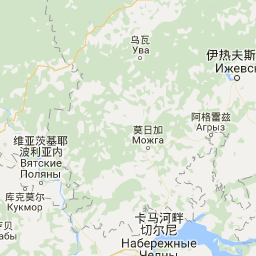 乌瓦
Ува
伊热夫斯
Ижевск
阿格雷兹
Агрыз
莫日加
Можга
维亚茨基耶
波利亚内
Вятские
Поляны
库克莫尔
Кукмор
卡马河畔
切尔尼
Набережные
Челны